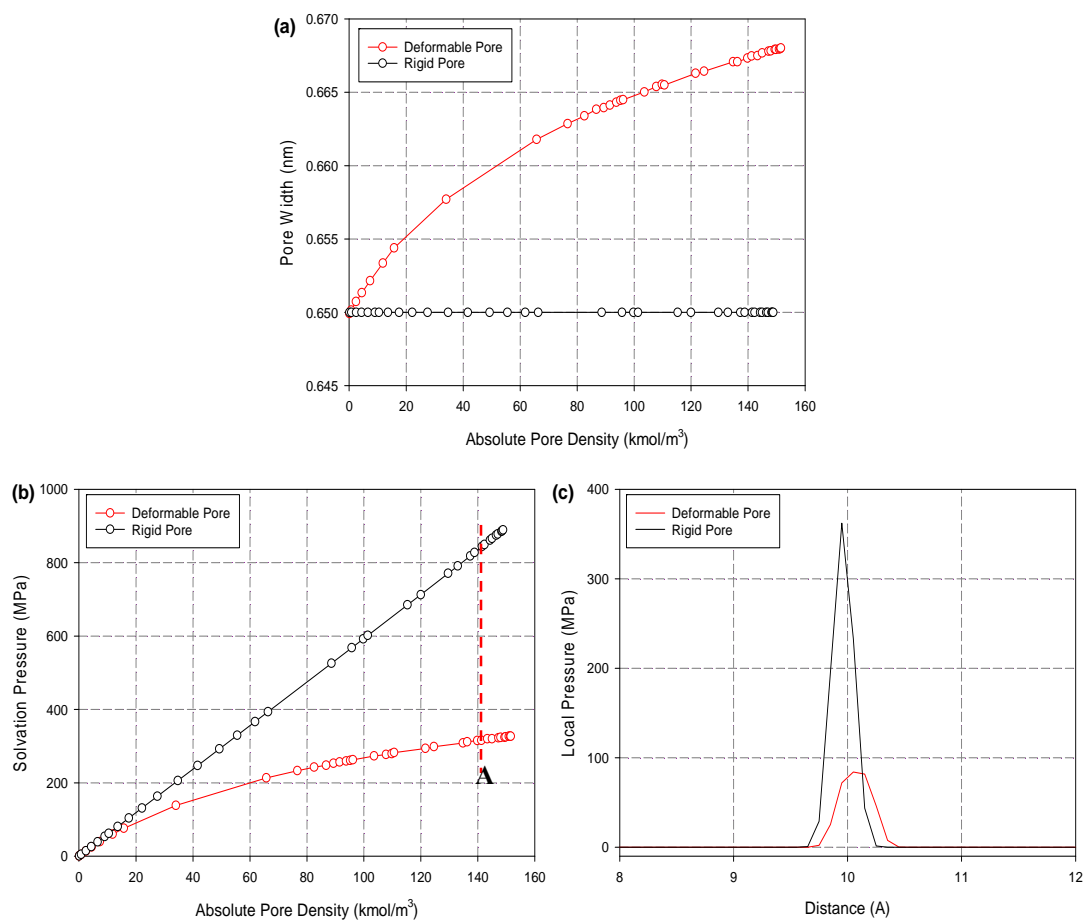 (a)
0.670
0.665
0.660
0.655
0.650
0.645
Pore Width (nm)
Deformable Pore
Rigid Pore
0 20 40 60 80 100 120 140 160
Absolute Pore Density (kmol/m³)
(b)
1000
800
600
400
200
0
Solvation Pressure (MPa)
Deformable Pore
Rigid Pore
A
0 20 40 60 80 100 120 140 160
Absolute Pore Density (kmol/m³)
(c)
400
300
200
100
0
Local Pressure (MPa)
Deformable Pore
Rigid Pore
8 9 10 11 12
Distance (A)